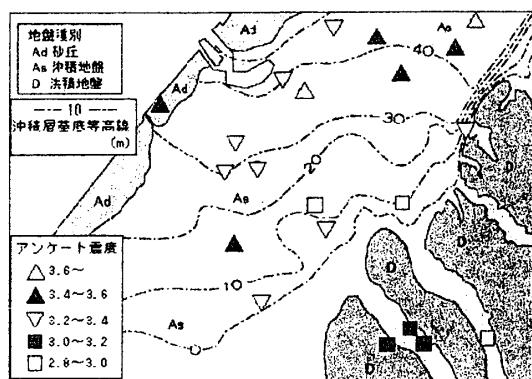 地盤種別
Ad 砂丘
As 沖積地盤
D 洪積地盤
10
沖積層基底等高線
(m)
Ad
Ad
Ad
As
40
30
20
As
10
As
0
D
D
D
D
アンケート震度
△ 3.6〜
▲ 3.4〜3.6
▽ 3.2〜3.4
■ 3.0〜3.2
□ 2.8〜3.0